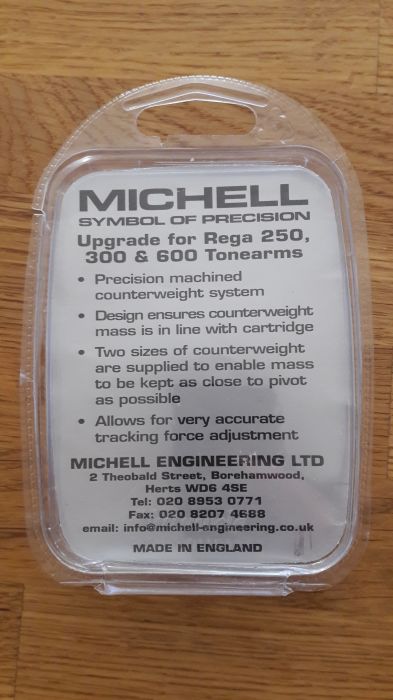 MICHELL
SYMBOL OF PRECISION
Upgrade for Rega 250,
300 & 600 Tonearms
• Precision machined
counterweight system
• Design ensures counterweight
mass is in line with cartridge
• Two sizes of counterweight
are supplied to enable mass
to be kept as close to pivot
as possible
• Allows for very accurate
tracking force adjustment
MICHELL ENGINEERING LTD
2 Theobald Street, Borehamwood,
Herts WD6 4SE
Tel: 020 8953 0771
Fax: 020 8207 4688
email: info@michell-engineering.co.uk
MADE IN ENGLAND